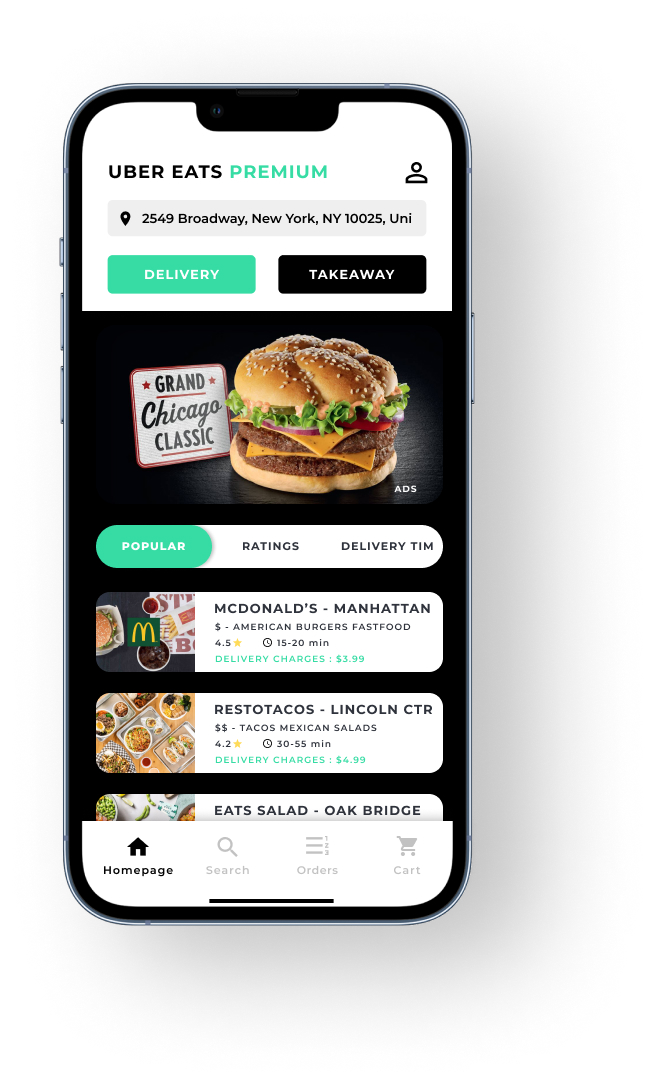 UBER EATS PREMIUM
2549 Broadway, New York, NY 10025, Uni
DELIVERY TAKEAWAY
GRAND
Chicago
CLASSIC
ADS
POPULAR RATINGS DELIVERY TIM
MCDONALD’S - MANHATTAN
$ - AMERICAN BURGERS FASTFOOD
4.5 15-20 min
DELIVERY CHARGES : $3.99
RESTOTACOS - LINCOLN CTR
$$ - TACOS MEXICAN SALADS
4.2 30-55 min
DELIVERY CHARGES : $4.99
EATS SALAD - OAK BRIDGE
1
2
3
Homepage Search Orders Cart